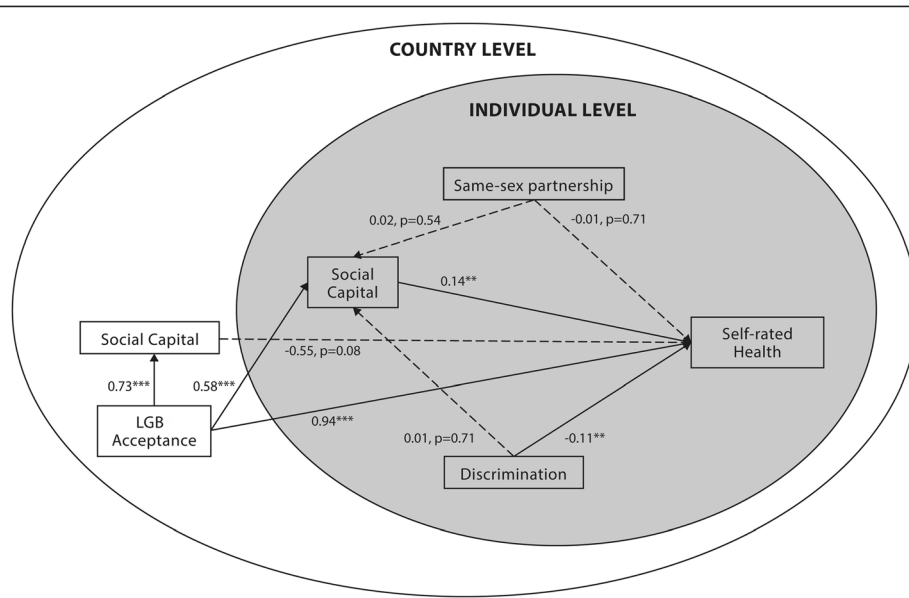 COUNTRY LEVEL
INDIVIDUAL LEVEL
Same-sex partnership
0.02, p=0.54
-0.01, p=0.71
Social
Capital
0.14**
Self-rated
Health
Social Capital
-0.55, p=0.08
0.73***
0.58***
LGB
Acceptance
0.94***
0.01, p=0.71
-0.11**
Discrimination